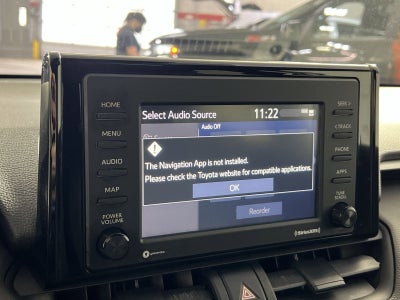 HOME
MENU
AUDIO
MAP
POWER
VOLUME
Select Audio Source
11:22
Audio Off
The Navigation App is not installed.
Please check the Toyota website for compatible applications.
OK
Reorder
SEEK >
< TRACK
PHONE
APPS
TUNE
SCROLL
((SiriusXM))